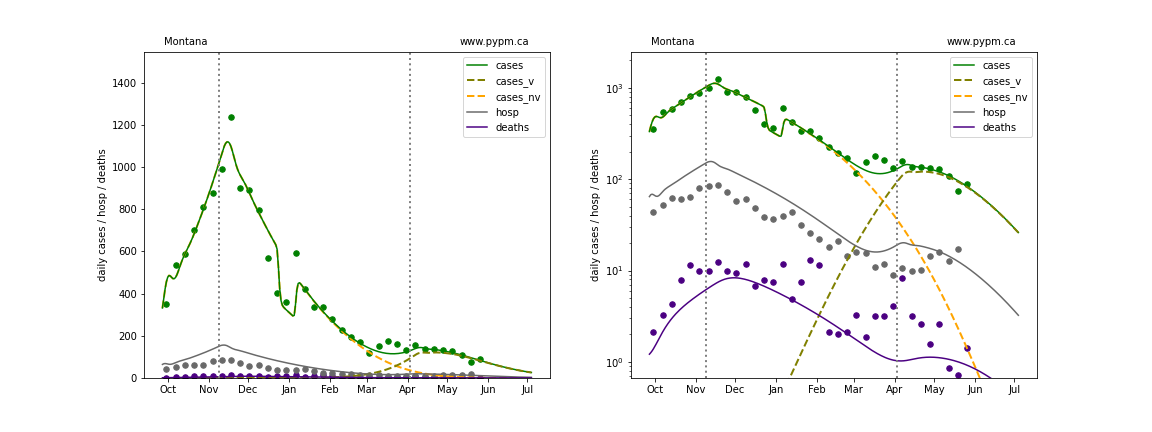 Montana www.pypm.ca
cases
cases_v
cases_nv
hosp
deaths
daily cases / hosp / deaths
1400
1200
1000
800
600
400
200
0
Oct Nov Dec Jan Feb Mar Apr May Jun Jul
Montana www.pypm.ca
cases
cases_v
cases_nv
hosp
deaths
daily cases / hosp / deaths
10³
10²
10¹
10⁰
Oct Nov Dec Jan Feb Mar Apr May Jun Jul